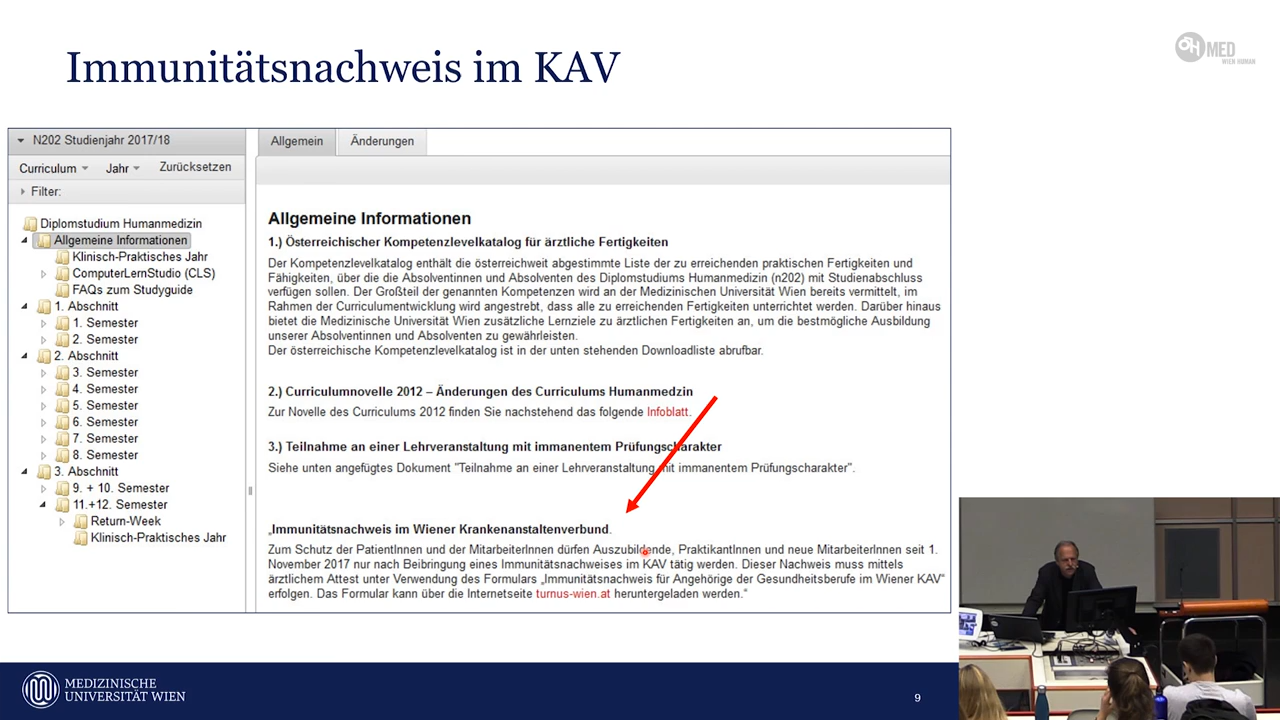 Immunitätsnachweis im KAV
ÖH MED
WIEN HUMAN
N202 Studienjahr 2017/18
Curriculum Jahr Zurücksetzen
Filter:
Diplomstudium Humanmedizin
Allgemeine Informationen
Klinisch-Praktisches Jahr
ComputerLernStudio (CLS)
FAQs zum Studyguide
1. Abschnitt
1. Semester
2. Semester
2. Abschnitt
3. Semester
4. Semester
5. Semester
6. Semester
7. Semester
8. Semester
3. Abschnitt
9. + 10. Semester
11.+12. Semester
Return-Week
Klinisch-Praktisches Jahr
Allgemein Änderungen
Allgemeine Informationen
1.) Österreichischer Kompetenzlevelkatalog für ärztliche Fertigkeiten
Der Kompetenzlevelkatalog enthält die österreichweit abgestimmte Liste der zu erreichenden praktischen Fertigkeiten und
Fähigkeiten, über die die Absolventinnen und Absolventen des Diplomstudiums Humanmedizin (n202) mit Studienabschluss
verfügen sollen. Der Großteil der genannten Kompetenzen wird an der Medizinischen Universität Wien bereits vermittelt, im
Rahmen der Curriculumentwicklung wird angestrebt, dass alle zu erreichenden Fertigkeiten unterrichtet werden. Darüber hinaus
bietet die Medizinische Universität Wien zusätzliche Lernziele zu ärztlichen Fertigkeiten an, um die bestmögliche Ausbildung
unserer Absolventinnen und Absolventen zu gewährleisten.
Der österreichische Kompetenzlevelkatalog ist in der unten stehenden Downloadliste abrufbar.
2.) Curriculumnovelle 2012 – Änderungen des Curriculums Humanmedzin
Zur Novelle des Curriculums 2012 finden Sie nachstehend das folgende Infoblatt.
3.) Teilnahme an einer Lehrveranstaltung mit immanentem Prüfungscharakter
Siehe unten angefügtes Dokument "Teilnahme an einer Lehrveranstaltung mit immanentem Prüfungscharakter".
„Immunitätsnachweis im Wiener Krankenanstaltenverbund.
Zum Schutz der PatientInnen und der MitarbeiterInnen dürfen Auszubildende, PraktikantInnen und neue MitarbeiterInnen seit 1.
November 2017 nur nach Beibringung eines Immunitätsnachweises im KAV tätig werden. Dieser Nachweis muss mittels
ärztlichem Attest unter Verwendung des Formulars „Immunitätsnachweis für Angehörige der Gesundheitsberufe im Wiener KAV“
erfolgen. Das Formular kann über die Internetseite turnus-wien.at heruntergeladen werden.“
MEDIZINISCHE
UNIVERSITÄT WIEN
9